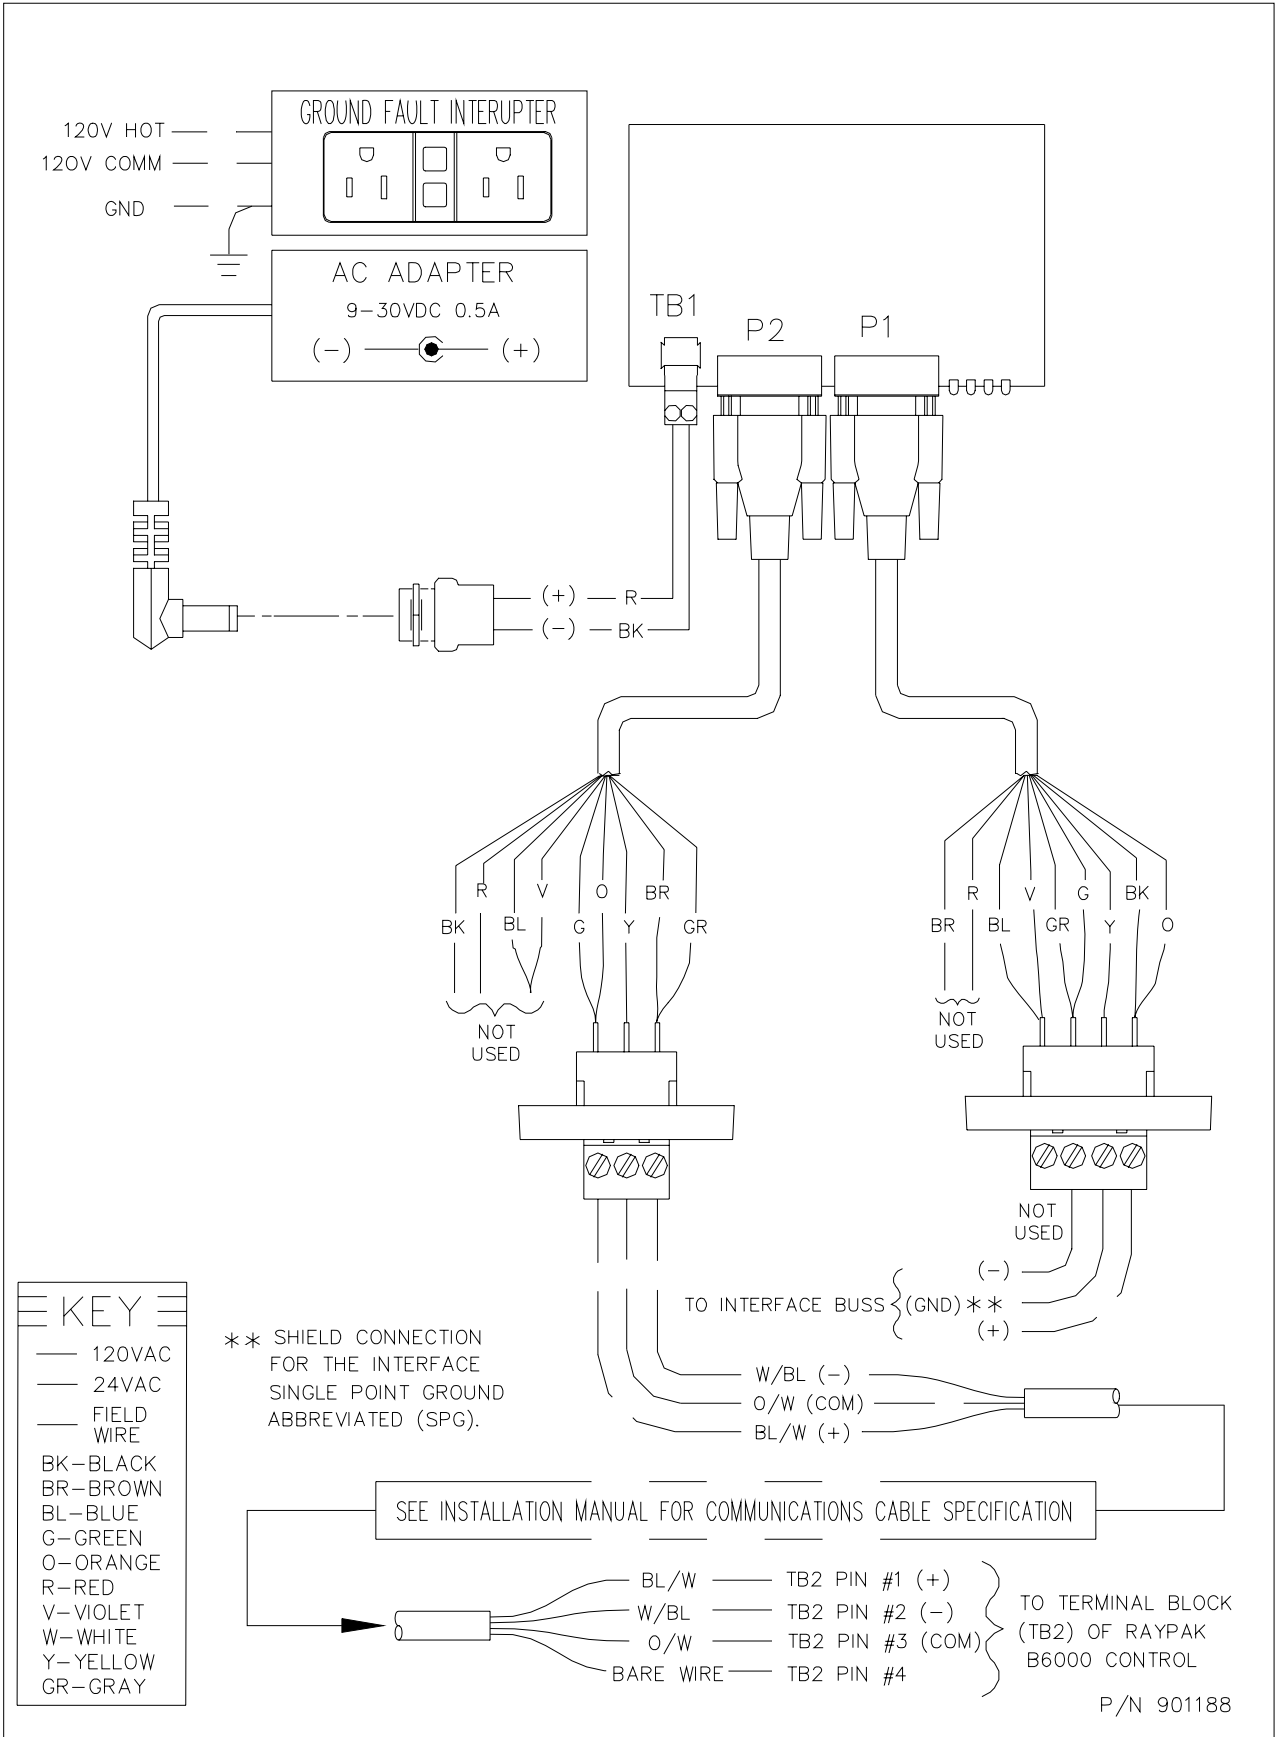 GROUND FAULT INTERUPTER
120V HOT
120V COMM
GND
AC ADAPTER
9-30VDC 0.5A
(-) (+)
TB1
P2
P1
(+) R
(-) BK
R V O BR
BK BL G Y GR
NOT
USED
R V G BK
BR BL GR Y O
NOT
USED
NOT
USED
(-)
TO INTERFACE BUSS (GND) **
(+)
KEY
120VAC
24VAC
FIELD
WIRE
BK-BLACK
BR-BROWN
BL-BLUE
G-GREEN
O-ORANGE
R-RED
V-VIOLET
W-WHITE
Y-YELLOW
GR-GRAY
** SHIELD CONNECTION
FOR THE INTERFACE
SINGLE POINT GROUND
ABBREVIATED (SPG).
W/BL (-)
O/W (COM)
BL/W (+)
SEE INSTALLATION MANUAL FOR COMMUNICATIONS CABLE SPECIFICATION
BL/W TB2 PIN #1 (+)
W/BL TB2 PIN #2 (-)
O/W TB2 PIN #3 (COM)
BARE WIRE TB2 PIN #4
TO TERMINAL BLOCK
(TB2) OF RAYPAK
B6000 CONTROL
P/N 901188